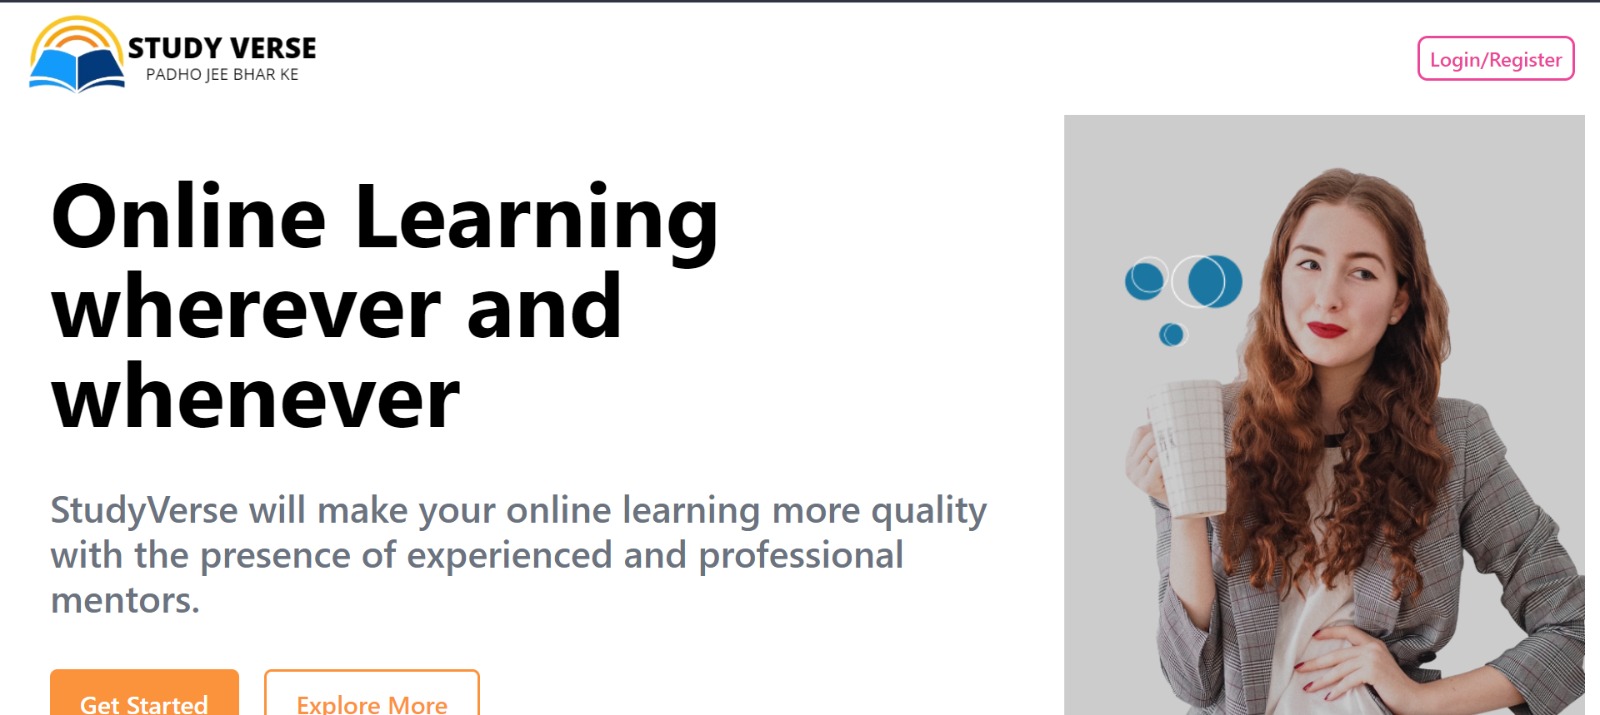 STUDY VERSE
PADHO JEE BHAR KE
Login/Register
Online Learning
wherever and
whenever
StudyVerse will make your online learning more quality
with the presence of experienced and professional
mentors.
Get Started
Explore More